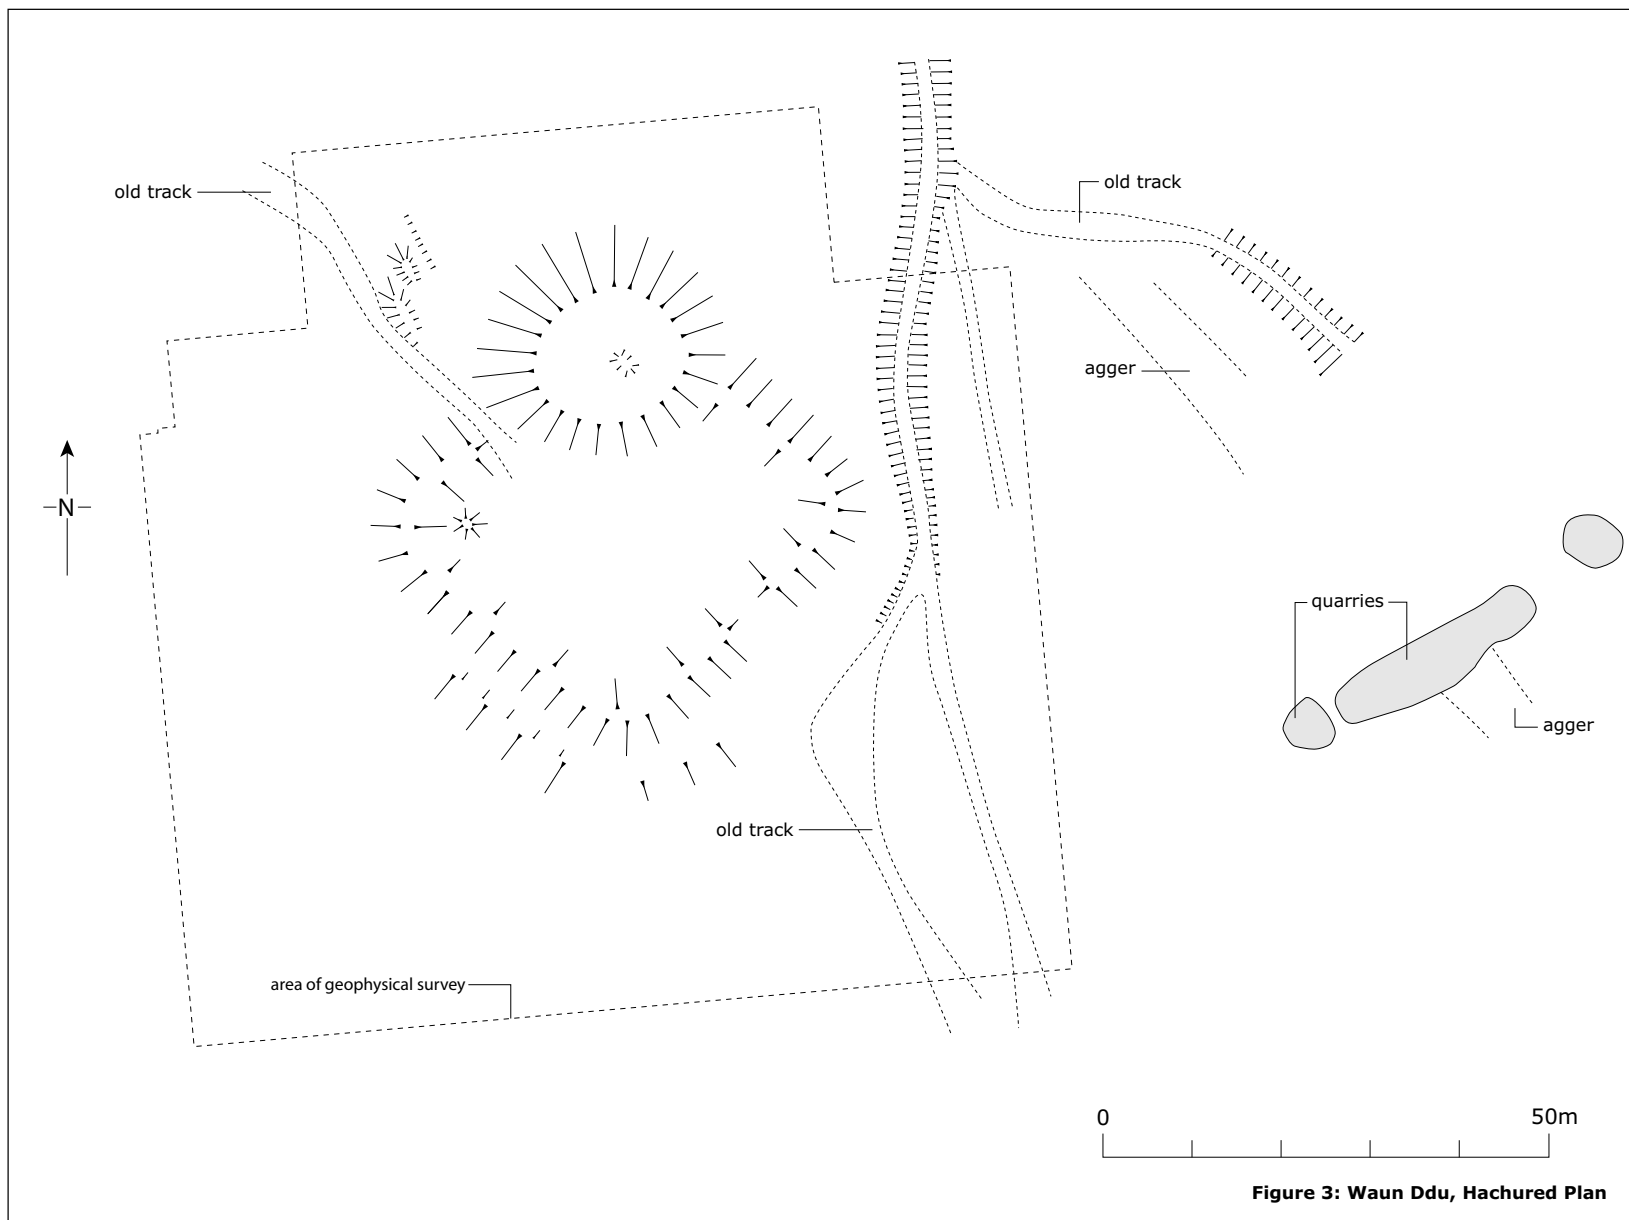 old track
old track
agger
N
quarries
agger
old track
area of geophysical survey
0 50m
Figure 3: Waun Ddu, Hachured Plan